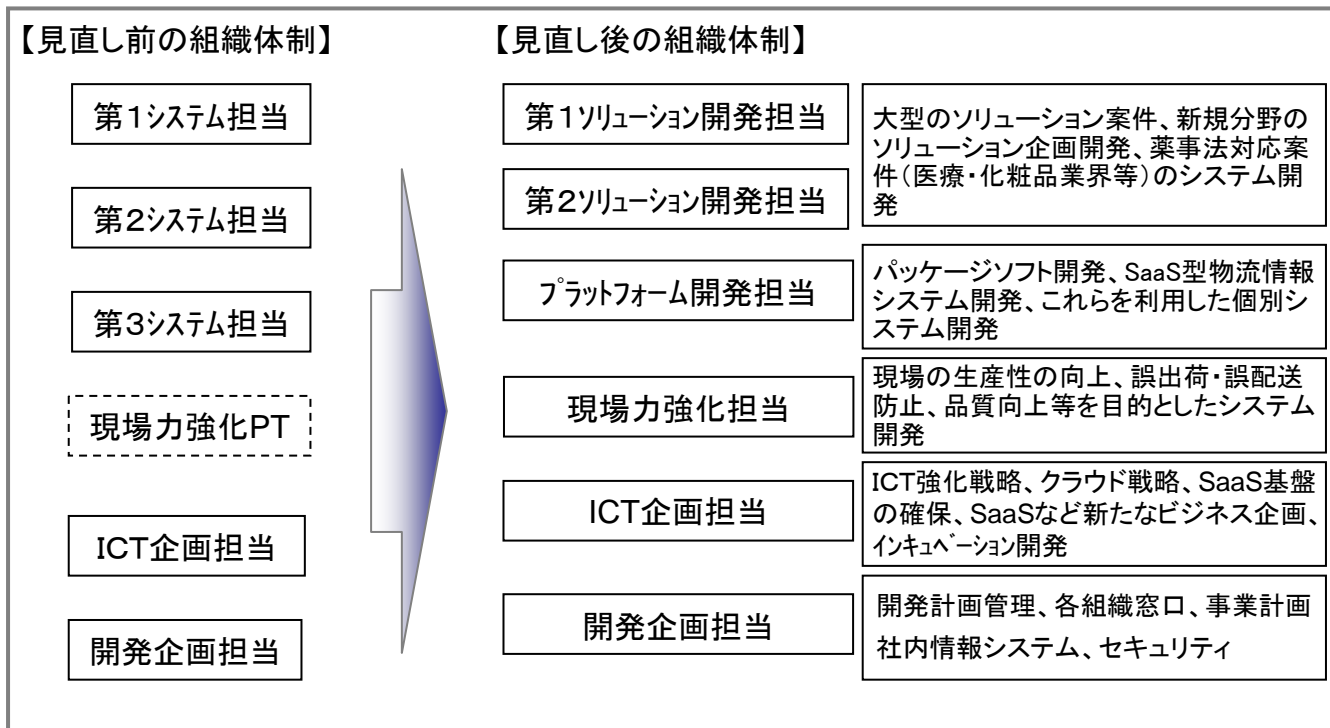 【見直し前の組織体制】
第１ｼｽﾃﾑ担当
第２ｼｽﾃﾑ担当
第３ｼｽﾃﾑ担当
現場力強化PT
ＩＣＴ企画担当
開発企画担当
【見直し後の組織体制】
第１ｿﾘｭｰｼｮﾝ開発担当
第２ｿﾘｭｰｼｮﾝ開発担当
大型のソリューション案件、新規分野の
ソリューション企画開発、薬事法対応案
件（医療・化粧品業界等）のシステム開
発
ﾌﾟﾗｯﾄﾌｫｰﾑ開発担当
パッケージソフト開発、SaaS型物流情報
システム開発、これらを利用した個別シ
ステム開発
現場力強化担当
現場の生産性の向上、誤出荷・誤配送
防止、品質向上等を目的としたシステム
開発
ＩＣＴ企画担当
ICT強化戦略、クラウド戦略、SaaS基盤
の確保、SaaSなど新たなビジネス企画、
ｲﾝｷｭﾍﾞｰｼｮﾝ開発
開発企画担当
開発計画管理、各組織窓口、事業計画
社内情報システム、セキュリティ